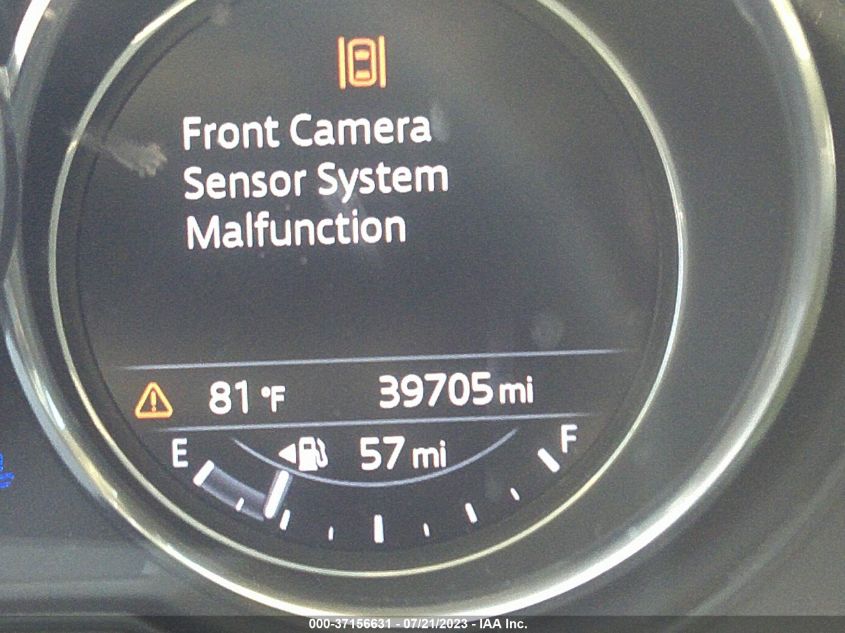 Front Camera
Sensor System
Malfunction
81 °F 39705 mi
E 57 mi F
000-37156631 - 07/21/2023 - IAA Inc.